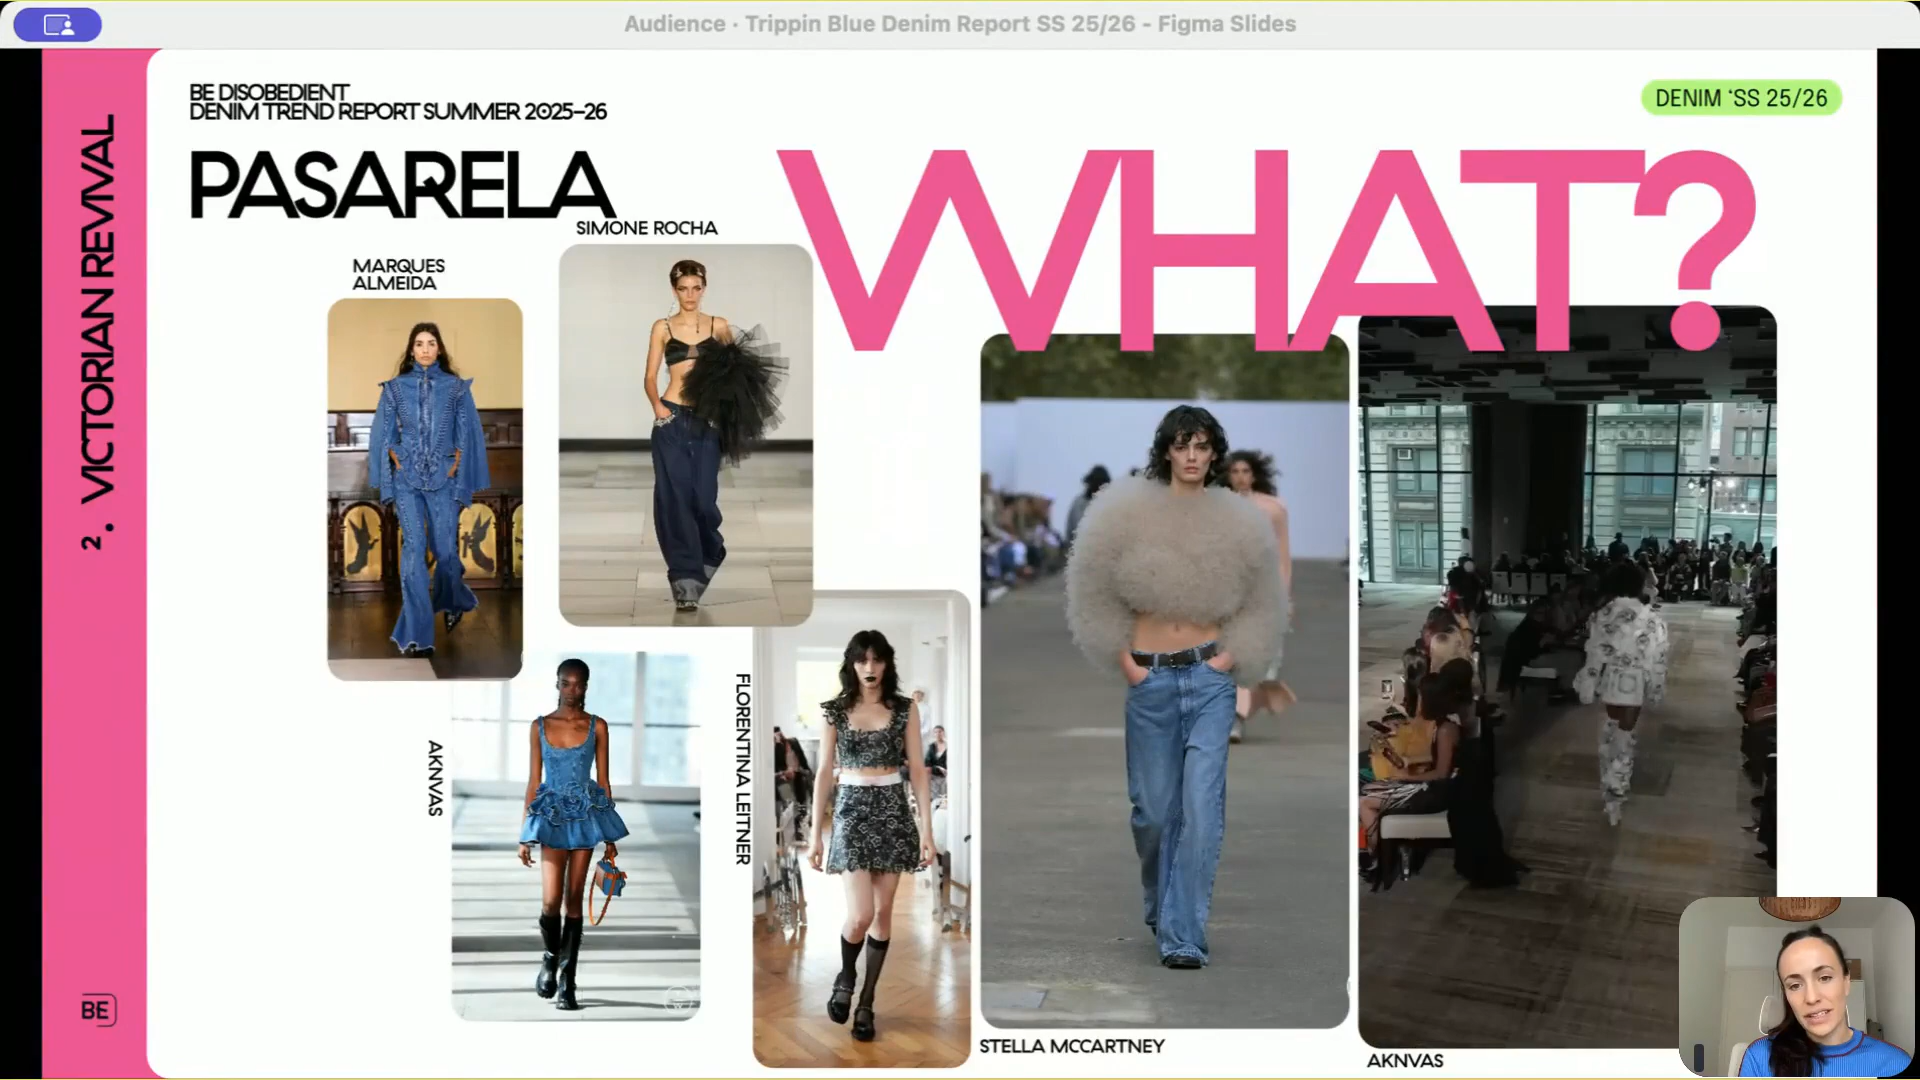 Audience · Trippin Blue Denim Report SS 25/26 - Figma Slides
BE DISOBEDIENT
DENIM TREND REPORT SUMMER 2025–26
DENIM ‘SS 25/26
2. VICTORIAN REVIVAL
PASARELA
WHAT?
SIMONE ROCHA
MARQUES
ALMEIDA
AKNVAS
FLORENTINA LEITNER
STELLA MCCARTNEY
AKNVAS
BE